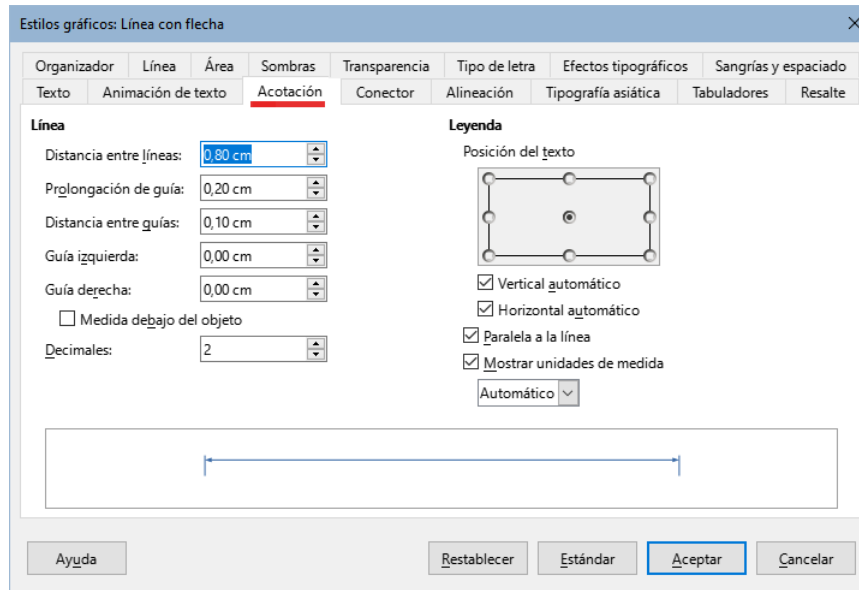 Estilos gráficos: Línea con flecha
Organizador Línea Área Sombras Transparencia Tipo de letra Efectos tipográficos Sangrías y espaciado
Texto Animación de texto Acotación Conector Alineación Tipografía asiática Tabuladores Resalte
Línea
Distancia entre líneas: 0,80 cm
Prolongación de guía: 0,20 cm
Distancia entre guías: 0,10 cm
Guía izquierda: 0,00 cm
Guía derecha: 0,00 cm
Medida debajo del objeto
Decimales: 2
Leyenda
Posición del texto
Vertical automático
Horizontal automático
Paralela a la línea
Mostrar unidades de medida
Automático
Ayuda Restablecer Estándar Aceptar Cancelar